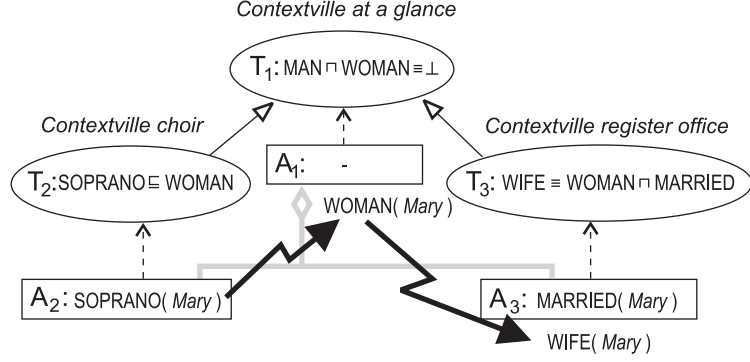 Contextville at a glance
T₁: MAN ⊓ WOMAN ≡ ⊥
Contextville choir
Contextville register office
A₁: -
T₂: SOPRANO ⊑ WOMAN
T₃: WIFE ≡ WOMAN ⊓ MARRIED
WOMAN(Mary)
A₂: SOPRANO(Mary)
A₃: MARRIED(Mary)
WIFE(Mary)